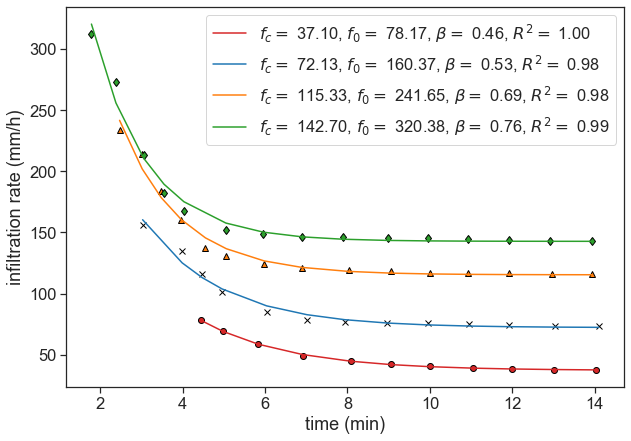 f_c = 37.10, f_0 = 78.17, β = 0.46, R^2 = 1.00
f_c = 72.13, f_0 = 160.37, β = 0.53, R^2 = 0.98
f_c = 115.33, f_0 = 241.65, β = 0.69, R^2 = 0.98
f_c = 142.70, f_0 = 320.38, β = 0.76, R^2 = 0.99
infiltration rate (mm/h)
300
250
200
150
100
50
2 4 6 8 10 12 14
time (min)